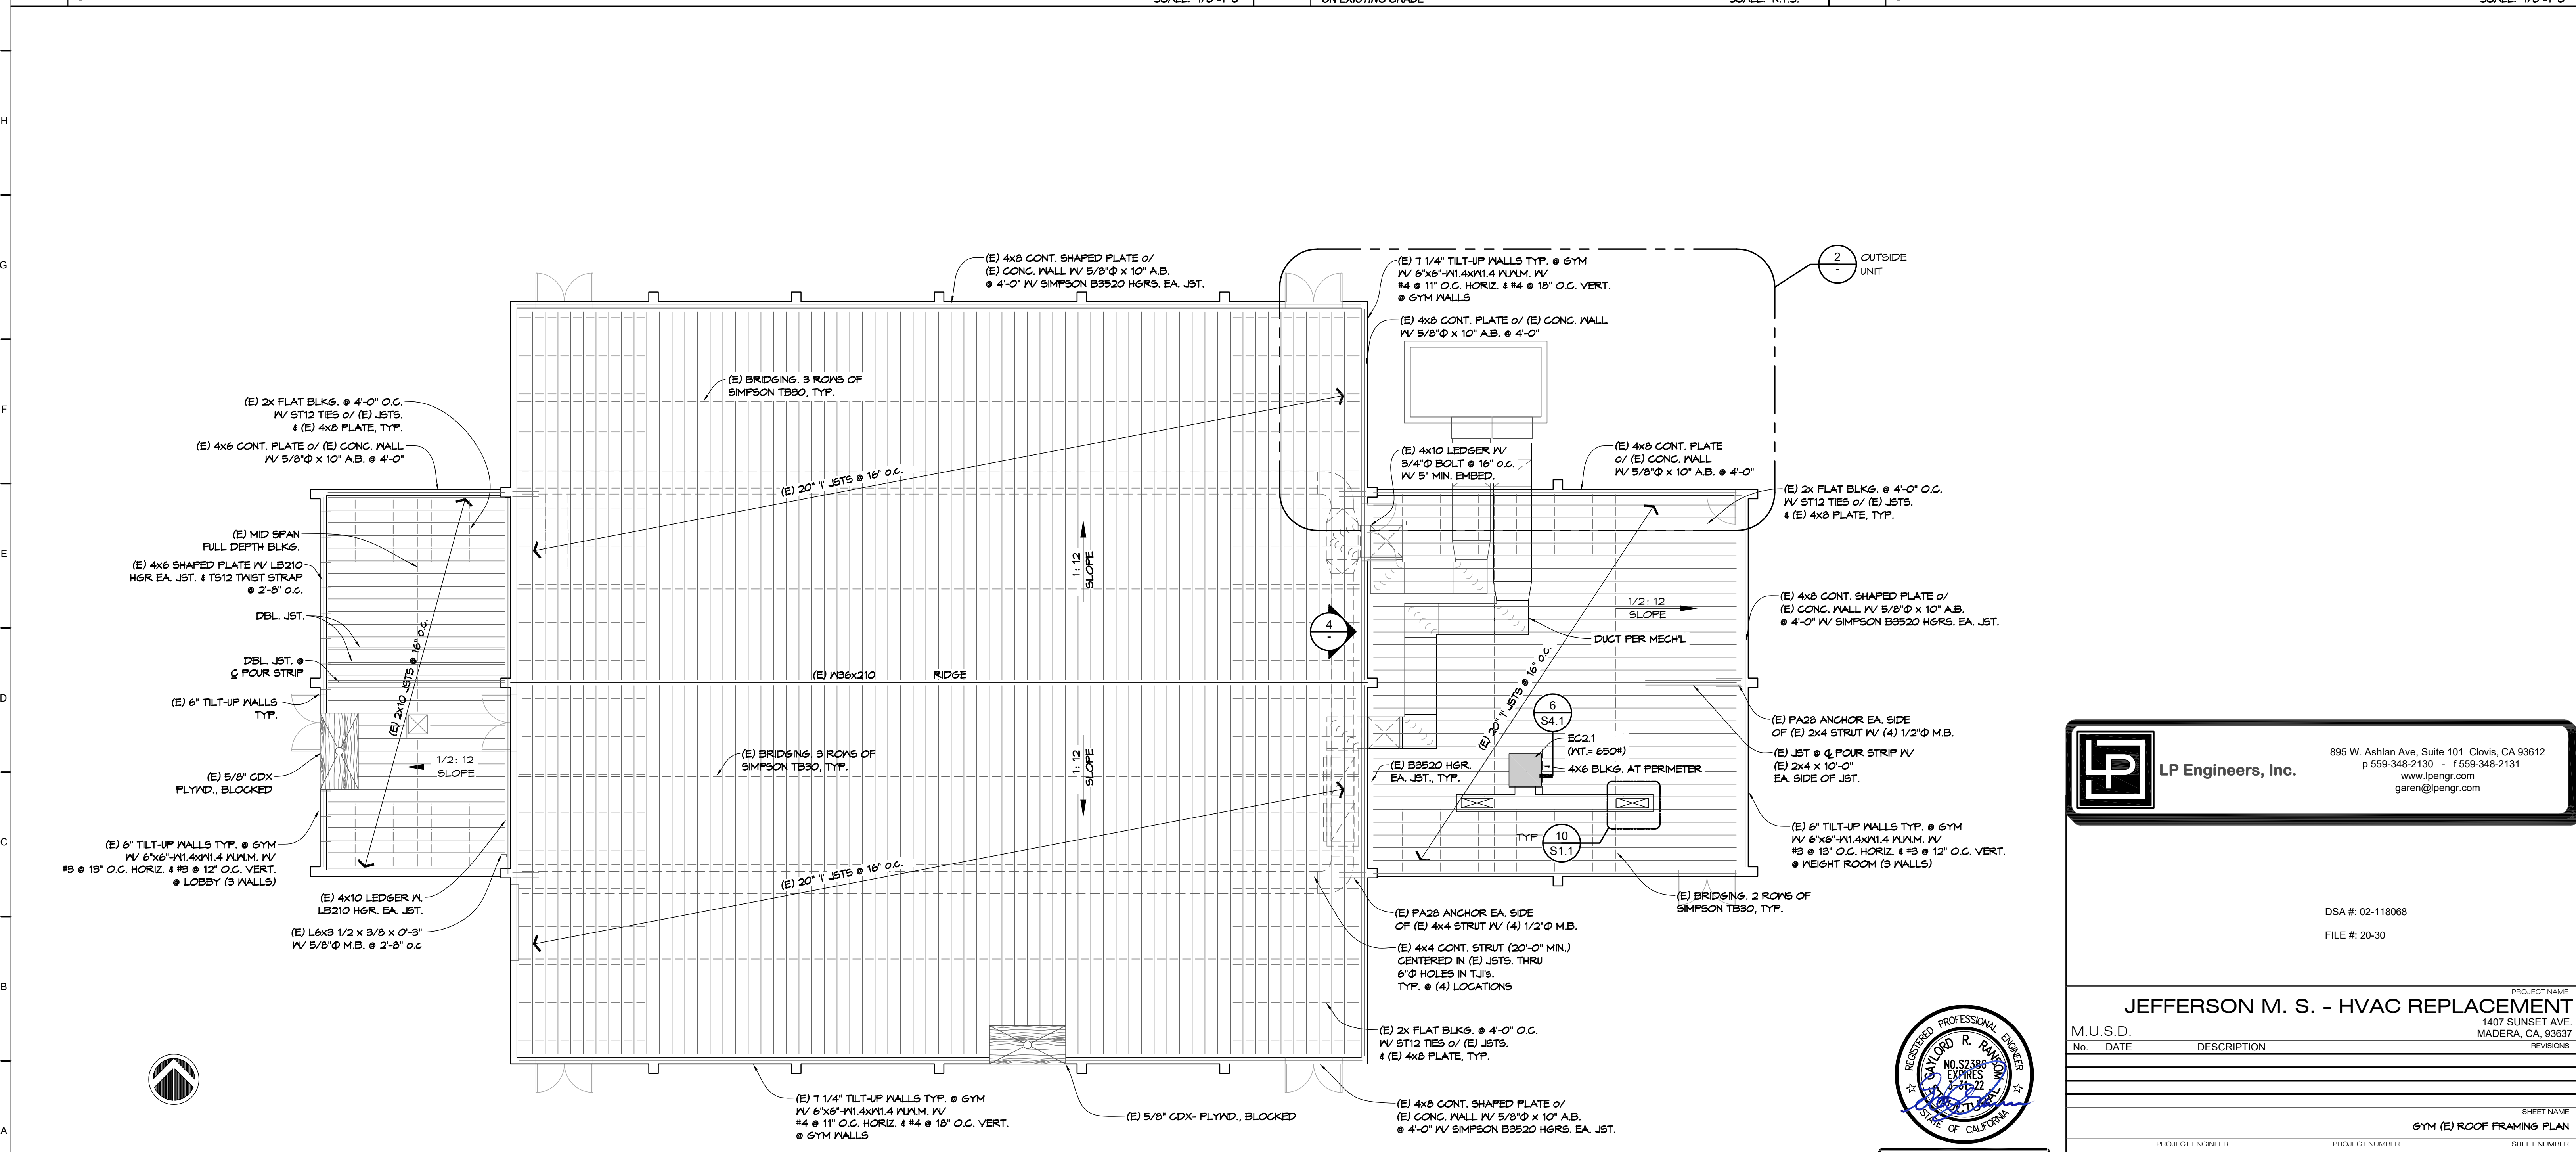 ON EXISTING GRADE
H
G
F
E
D
C
B
A
(E) 4x8 CONT. SHAPED PLATE o/
(E) CONC. WALL W/ 5/8"Φ x 10" A.B.
@ 4'-0" W/ SIMPSON B3520 HGRS. EA. JST.
(E) 7 1/4" TILT-UP WALLS TYP. @ GYM
W/ 6"x6"-W1.4xW1.4 W.W.M. W/
#4 @ 11" O.C. HORIZ. & #4 @ 18" O.C. VERT.
@ GYM WALLS
2
-
OUTSIDE
UNIT
(E) 4x8 CONT. PLATE o/ (E) CONC. WALL
W/ 5/8"Φ x 10" A.B. @ 4'-0"
(E) BRIDGING. 3 ROWS OF
SIMPSON TB30, TYP.
(E) 2x FLAT BLKG. @ 4'-0" O.C.
W/ ST12 TIES o/ (E) JSTS.
& (E) 4x8 PLATE, TYP.
(E) 4x6 CONT. PLATE o/ (E) CONC. WALL
W/ 5/8"Φ x 10" A.B. @ 4'-0"
(E) 20" 'I' JSTS @ 16" O.C.
(E) 4x10 LEDGER W/
3/4"Φ BOLT @ 16" o.c.
W/ 5" MIN. EMBED.
(E) 4x8 CONT. PLATE
o/ (E) CONC. WALL
W/ 5/8"Φ x 10" A.B. @ 4'-0"
(E) 2x FLAT BLKG. @ 4'-0" O.C.
W/ ST12 TIES o/ (E) JSTS.
& (E) 4x8 PLATE, TYP.
(E) MID SPAN
FULL DEPTH BLKG.
(E) 4x6 SHAPED PLATE W/ LB210
HGR EA. JST. & TS12 TWIST STRAP
@ 2'-8" o.c.
DBL. JST.
DBL. JST. @
℄ POUR STRIP
(E) 6" TILT-UP WALLS
TYP.
(E) 2x10 JSTS @ 16" O.C.
1/2: 12
SLOPE
(E) 5/8" CDX
PLYWD., BLOCKED
(E) 6" TILT-UP WALLS TYP. @ GYM
W/ 6"x6"-W1.4xW1.4 W.W.M. W/
#3 @ 13" O.C. HORIZ. & #3 @ 12" O.C. VERT.
@ LOBBY (3 WALLS)
(E) 4x10 LEDGER W.
LB210 HGR. EA. JST.
(E) L6x3 1/2 x 3/8 x 0'-3"
W/ 5/8"Φ M.B. @ 2'-8" o.c
1: 12
SLOPE
4
-
(E) W36x210
RIDGE
(E) BRIDGING. 3 ROWS OF
SIMPSON TB30, TYP.
1: 12
SLOPE
(E) 20" 'I' JSTS @ 16" O.C.
1/2: 12
SLOPE
DUCT PER MECH'L
(E) 20" 'I' JSTS @ 16" O.C.
6
S4.1
EC2.1
(WT.= 650#)
4X6 BLKG. AT PERIMETER
(E) B3520 HGR.
EA. JST., TYP.
TYP
10
S1.1
(E) 4x8 CONT. SHAPED PLATE o/
(E) CONC. WALL W/ 5/8"Φ x 10" A.B.
@ 4'-0" W/ SIMPSON B3520 HGRS. EA. JST.
(E) PA28 ANCHOR EA. SIDE
OF (E) 2x4 STRUT W/ (4) 1/2"Φ M.B.
(E) JST @ ℄ POUR STRIP W/
(E) 2x4 x 10'-0"
EA. SIDE OF JST.
(E) 6" TILT-UP WALLS TYP. @ GYM
W/ 6"x6"-W1.4xW1.4 W.W.M. W/
#3 @ 13" O.C. HORIZ. & #3 @ 12" O.C. VERT.
@ WEIGHT ROOM (3 WALLS)
(E) BRIDGING. 2 ROWS OF
SIMPSON TB30, TYP.
(E) PA28 ANCHOR EA. SIDE
OF (E) 4x4 STRUT W/ (4) 1/2"Φ M.B.
(E) 4x4 CONT. STRUT (20'-0" MIN.)
CENTERED IN (E) JSTS. THRU
6"Φ HOLES IN TJI's.
TYP. @ (4) LOCATIONS
(E) 2x FLAT BLKG. @ 4'-0" O.C.
W/ ST12 TIES o/ (E) JSTS.
& (E) 4x8 PLATE, TYP.
(E) 7 1/4" TILT-UP WALLS TYP. @ GYM
W/ 6"x6"-W1.4xW1.4 W.W.M. W/
#4 @ 11" O.C. HORIZ. & #4 @ 18" O.C. VERT.
@ GYM WALLS
(E) 5/8" CDX- PLYWD., BLOCKED
(E) 4x8 CONT. SHAPED PLATE o/
(E) CONC. WALL W/ 5/8"Φ x 10" A.B.
@ 4'-0" W/ SIMPSON B3520 HGRS. EA. JST.
LP
LP Engineers, Inc.
895 W. Ashlan Ave, Suite 101 Clovis, CA 93612
p 559-348-2130 - f 559-348-2131
www.lpengr.com
garen@lpengr.com
DSA #: 02-118068
FILE #: 20-30
PROJECT NAME
JEFFERSON M. S. - HVAC REPLACEMENT
1407 SUNSET AVE.
MADERA, CA, 93637
M.U.S.D.
No. DATE DESCRIPTION REVISIONS
SHEET NAME
GYM (E) ROOF FRAMING PLAN
PROJECT ENGINEER PROJECT NUMBER SHEET NUMBER
REGISTERED PROFESSIONAL ENGINEER
GAYLORD R. RANSOM
NO.S2386
EXPIRES
3-31-22
STRUCTURAL
STATE OF CALIFORNIA